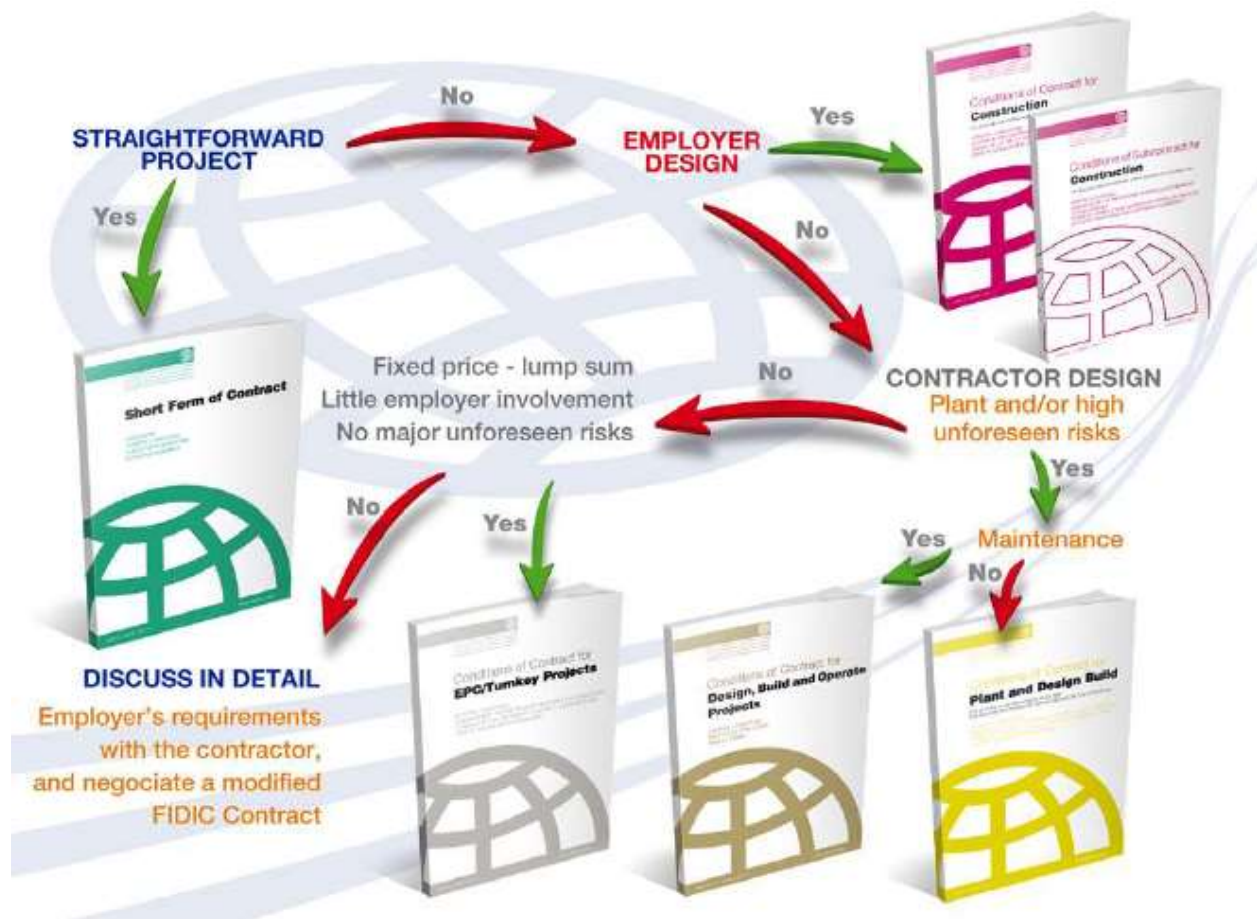 No
STRAIGHTFORWARD
PROJECT
EMPLOYER
DESIGN
Yes
Conditions of Contract for
Construction
Conditions of Subcontract for
Construction
Yes
No
Short Form of Contract
Fixed price - lump sum
Little employer involvement
No major unforeseen risks
No
CONTRACTOR DESIGN
Plant and/or high
unforeseen risks
No
Yes
Yes
Yes
Maintenance
No
DISCUSS IN DETAIL
Employer's requirements
with the contractor,
and negociate a modified
FIDIC Contract
Conditions of Contract for
EPC/Turnkey Projects
Conditions of Contract for
Design, Build and Operate
Projects
Conditions of Contract for
Plant and Design Build